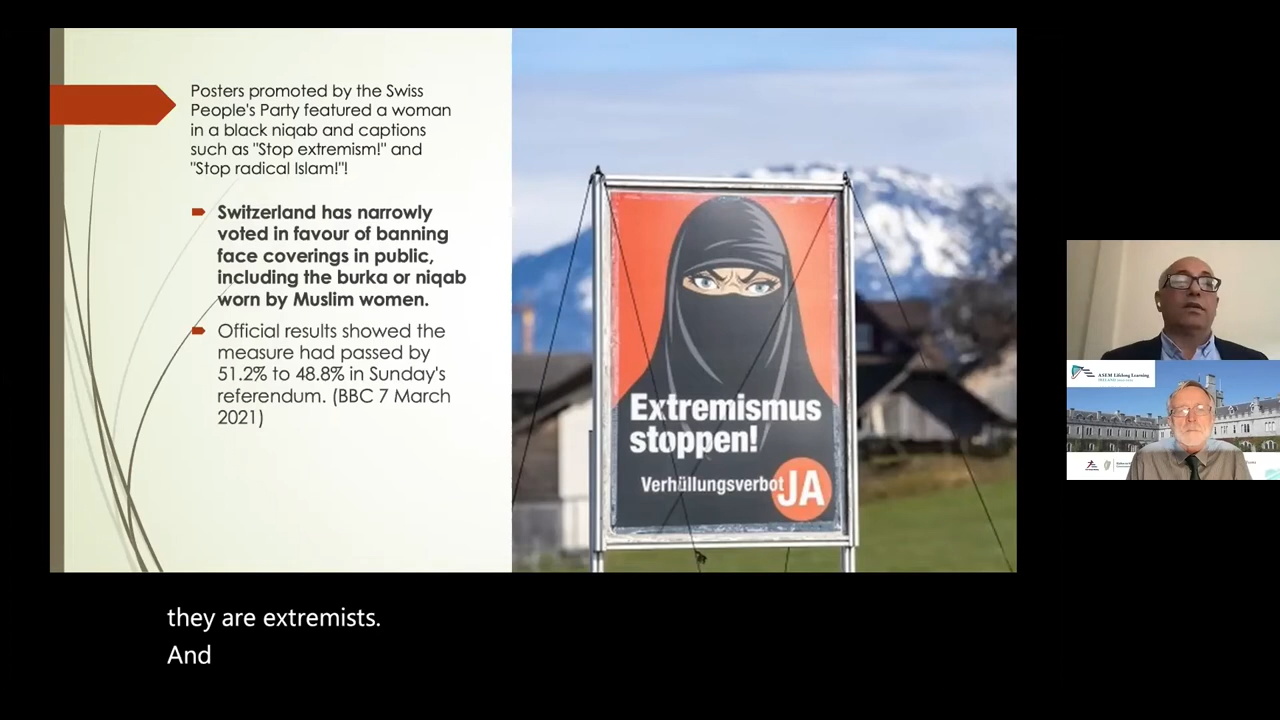 Posters promoted by the Swiss
People's Party featured a woman
in a black niqab and captions
such as "Stop extremism!" and
"Stop radical Islam!"!
Switzerland has narrowly
voted in favour of banning
face coverings in public,
including the burka or niqab
worn by Muslim women.
Official results showed the
measure had passed by
51.2% to 48.8% in Sunday's
referendum. (BBC 7 March
2021)
Extremismus
stoppen!
Verhüllungsverbot
JA
ASEM Lifelong Learning
they are extremists.
And